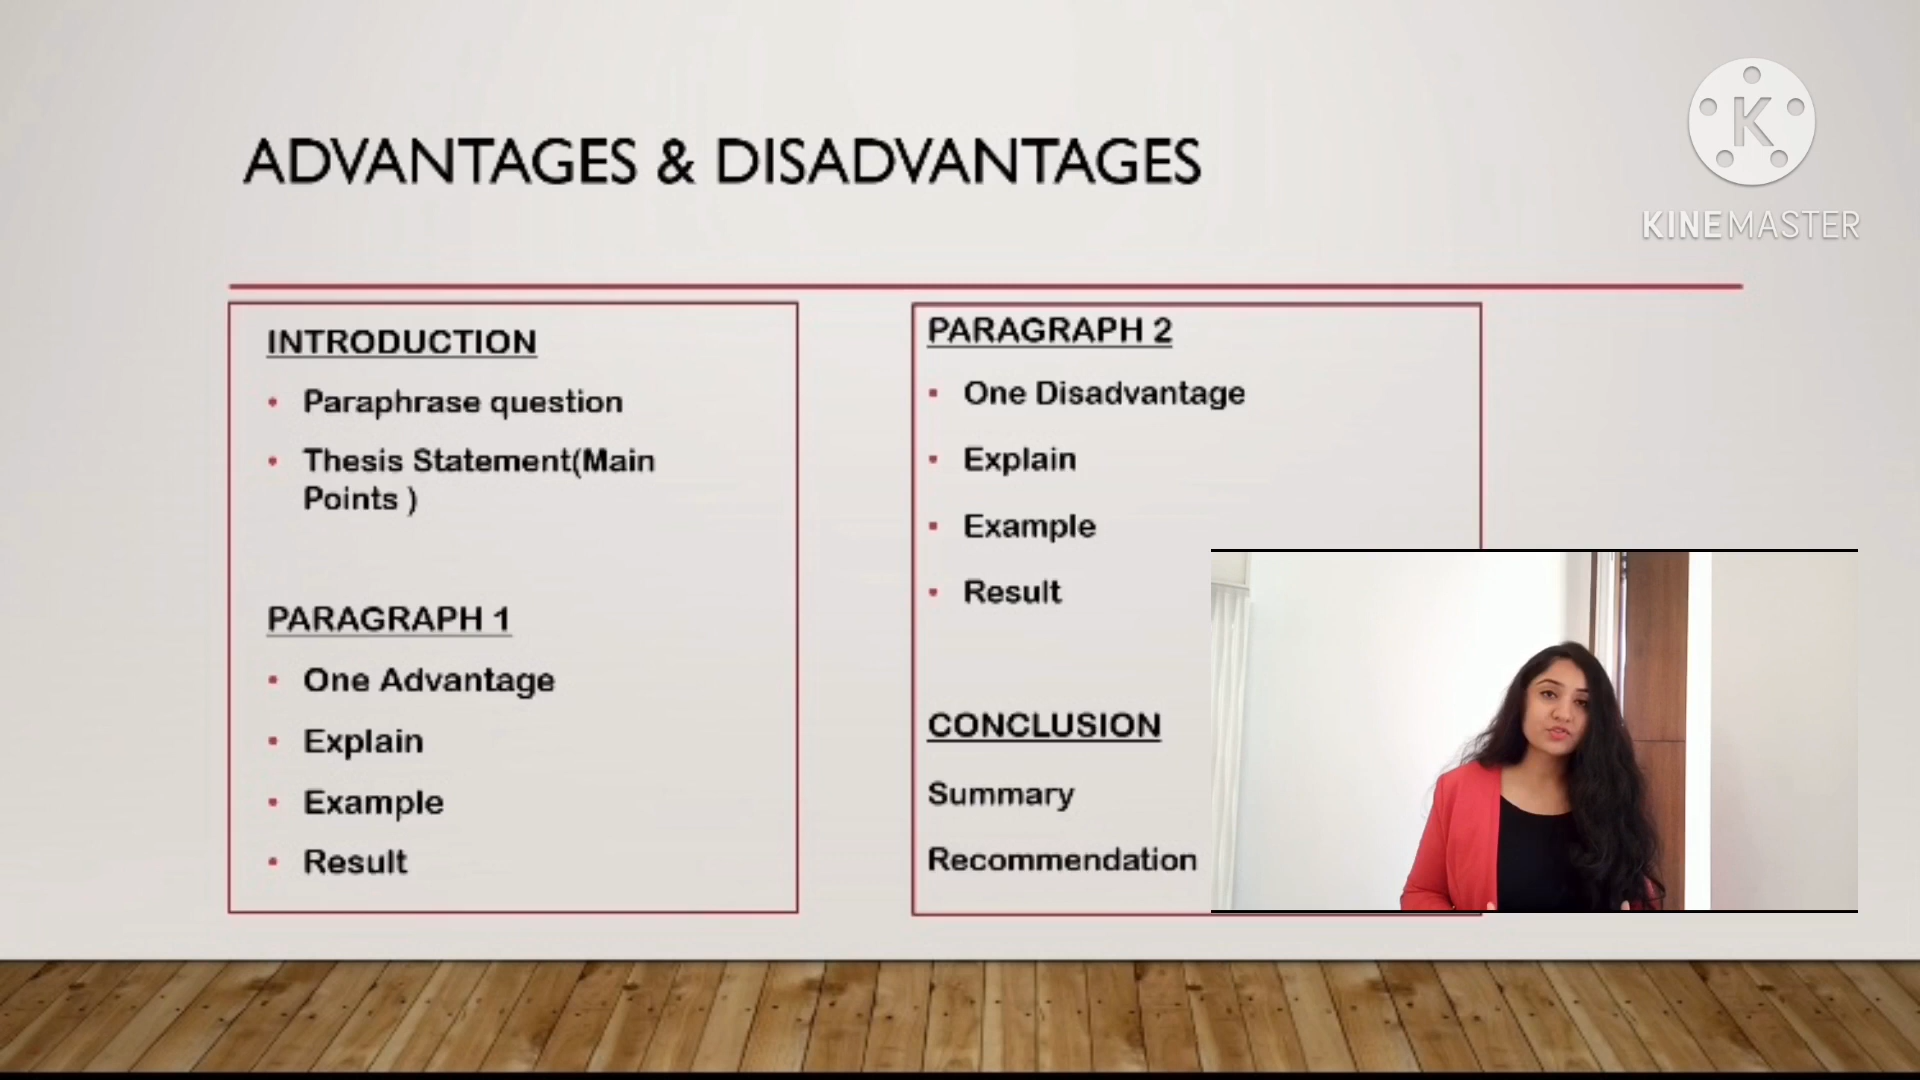 ADVANTAGES & DISADVANTAGES
K
KINEMASTER
INTRODUCTION
• Paraphrase question
• Thesis Statement(Main
Points )
PARAGRAPH 1
• One Advantage
• Explain
• Example
• Result
PARAGRAPH 2
▪ One Disadvantage
▪ Explain
▪ Example
▪ Result
CONCLUSION
Summary
Recommendation